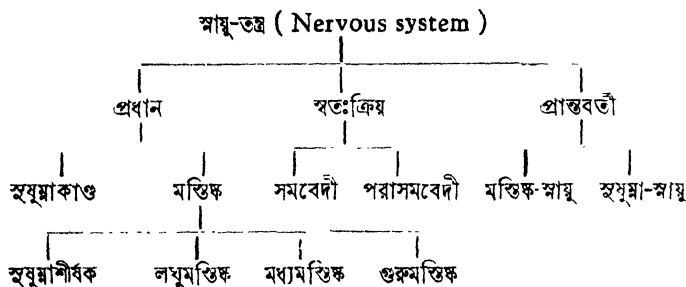 স্নায়ু-তন্ত্র ( Nervous system )
প্রধান স্বতঃক্রিয় প্রান্তবর্তী
সুষুম্নাকাণ্ড মস্তিষ্ক সমবেদী পরাসমবেদী মস্তিষ্ক-স্নায়ু সুষুম্না-স্নায়ু
সুষুম্নাশীর্ষক লঘুমস্তিষ্ক মধ্যমস্তিষ্ক গুরুমস্তিষ্ক